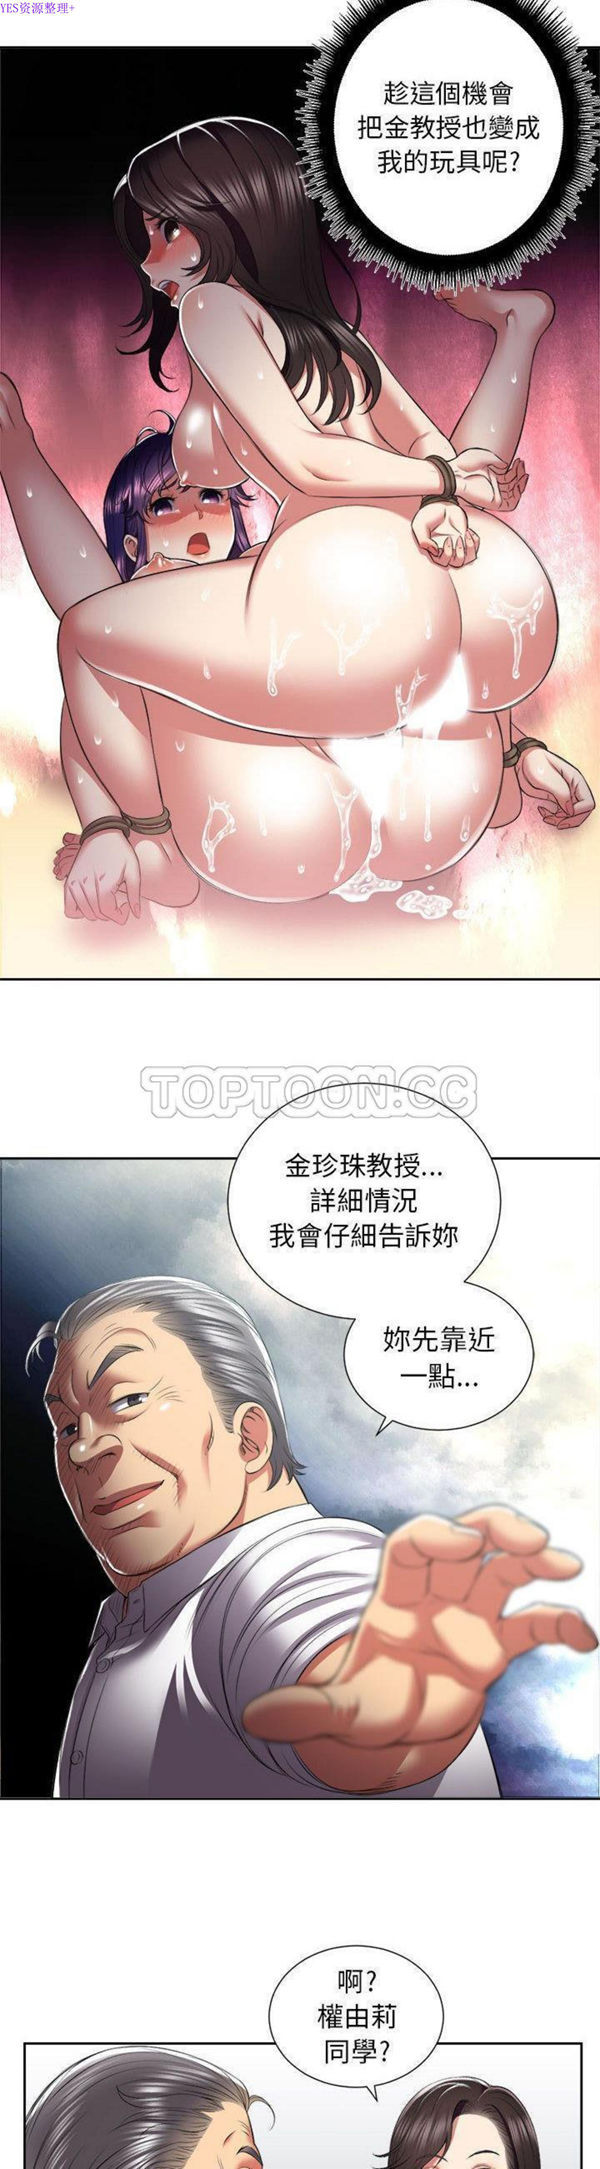 YES资源整理+
趁這個機會
把金教授也變成
我的玩具呢?
TOPTOON.CC
金珍珠教授...
詳細情況
我會仔細告訴妳
妳先靠近
一點...
啊?
權由莉
同學?